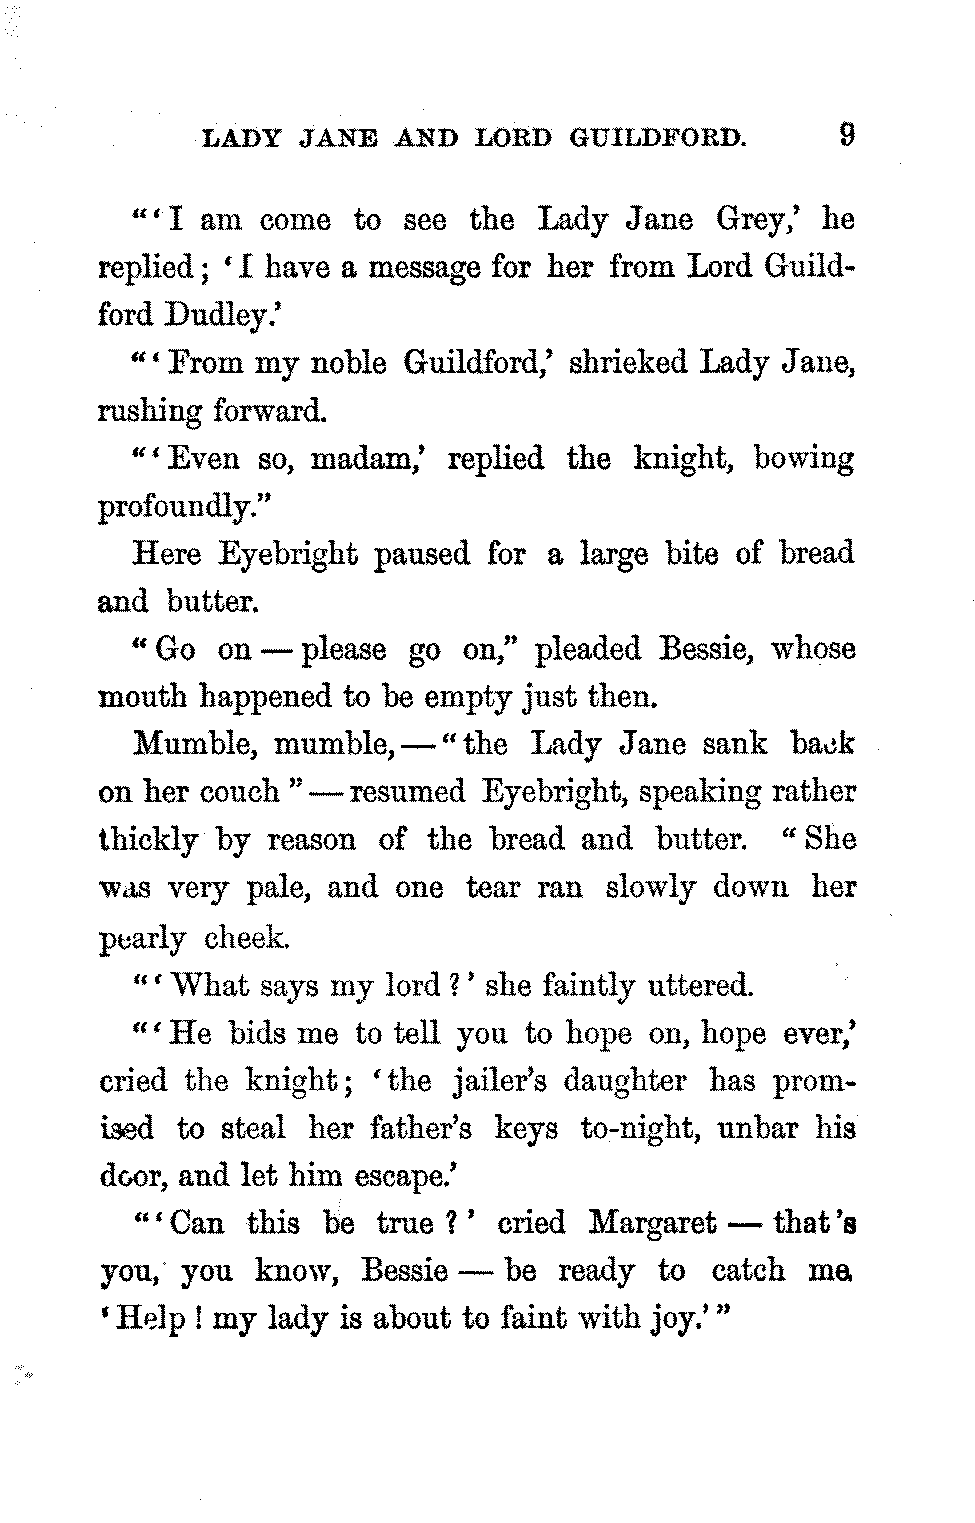 LADY JANE AND LORD GUILDFORD. 9
"'I am come to see the Lady Jane Grey,' he
replied; 'I have a message for her from Lord Guild-
ford Dudley.'
"'From my noble Guildford,' shrieked Lady Jane,
rushing forward.
"'Even so, madam,' replied the knight, bowing
profoundly."
Here Eyebright paused for a large bite of bread
and butter.
"Go on — please go on," pleaded Bessie, whose
mouth happened to be empty just then.
Mumble, mumble, — "the Lady Jane sank back
on her couch" — resumed Eyebright, speaking rather
thickly by reason of the bread and butter. "She
was very pale, and one tear ran slowly down her
pearly cheek.
"'What says my lord?' she faintly uttered.
"'He bids me to tell you to hope on, hope ever,'
cried the knight; 'the jailer's daughter has prom-
ised to steal her father's keys to-night, unbar his
door, and let him escape.'
"'Can this be true?' cried Margaret — that's
you, you know, Bessie — be ready to catch me.
'Help! my lady is about to faint with joy.'"